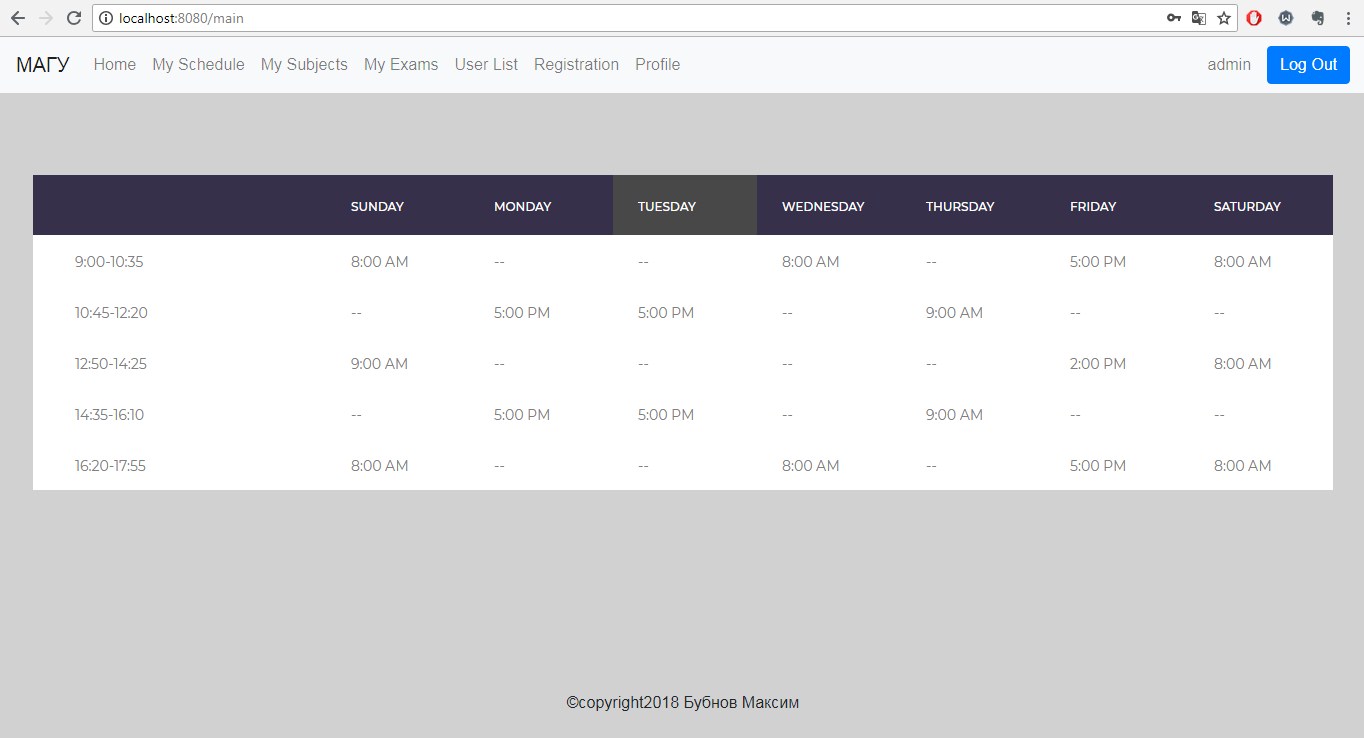 localhost:8080/main
МАГУ Home My Schedule My Subjects My Exams User List Registration Profile admin Log Out
SUNDAY MONDAY TUESDAY WEDNESDAY THURSDAY FRIDAY SATURDAY
9:00-10:35 8:00 AM -- -- 8:00 AM -- 5:00 PM 8:00 AM
10:45-12:20 -- 5:00 PM 5:00 PM -- 9:00 AM -- --
12:50-14:25 9:00 AM -- -- -- -- 2:00 PM 8:00 AM
14:35-16:10 -- 5:00 PM 5:00 PM -- 9:00 AM -- --
16:20-17:55 8:00 AM -- -- 8:00 AM -- 5:00 PM 8:00 AM
©copyright2018 Бубнов Максим